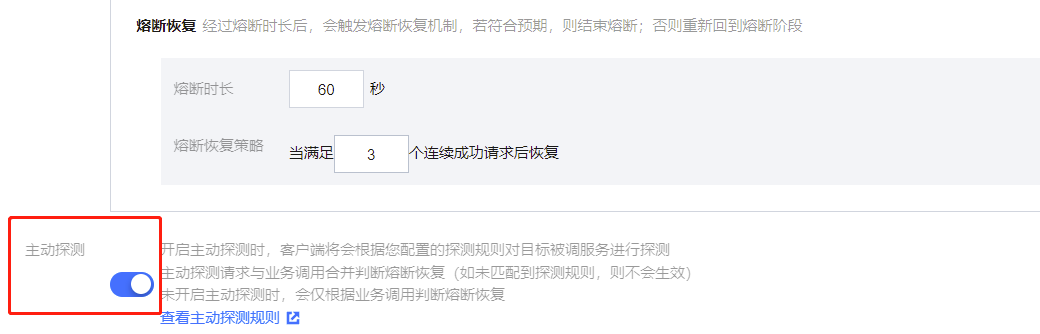 熔断恢复 经过熔断时长后，会触发熔断恢复机制，若符合预期，则结束熔断；否则重新回到熔断阶段
熔断时长 60 秒
熔断恢复策略 当满足 3 个连续成功请求后恢复
主动探测 开启主动探测时，客户端将会根据您配置的探测规则对目标被调服务进行探测
主动探测请求与业务调用合并判断熔断恢复（如未匹配到探测规则，则不会生效）
未开启主动探测时，会仅根据业务调用判断熔断恢复
查看主动探测规则